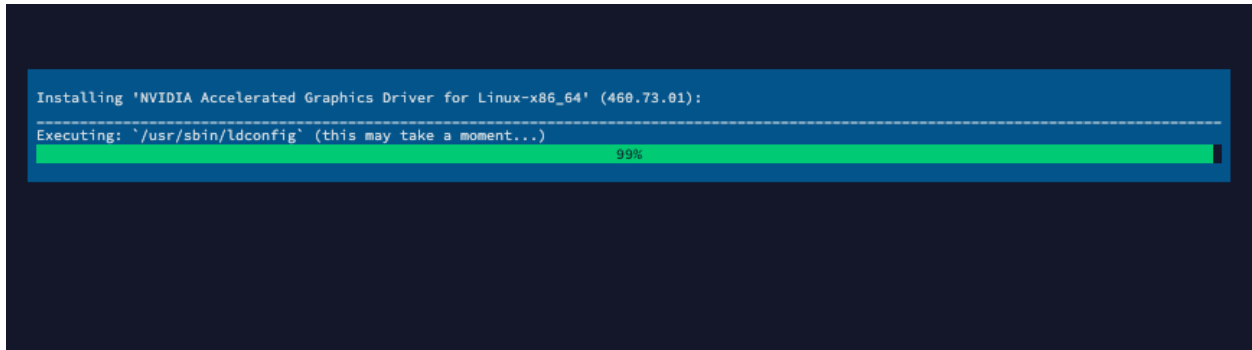 Installing 'NVIDIA Accelerated Graphics Driver for Linux-x86_64' (460.73.01):
Executing: `/usr/sbin/ldconfig` (this may take a moment...)
99%